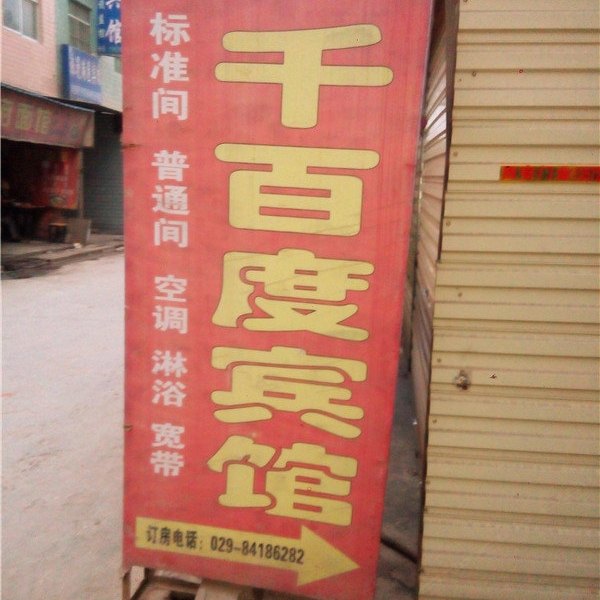 千百度宾馆
标准间 普通间 空调 淋浴 宽带
订房电话：029-84186282